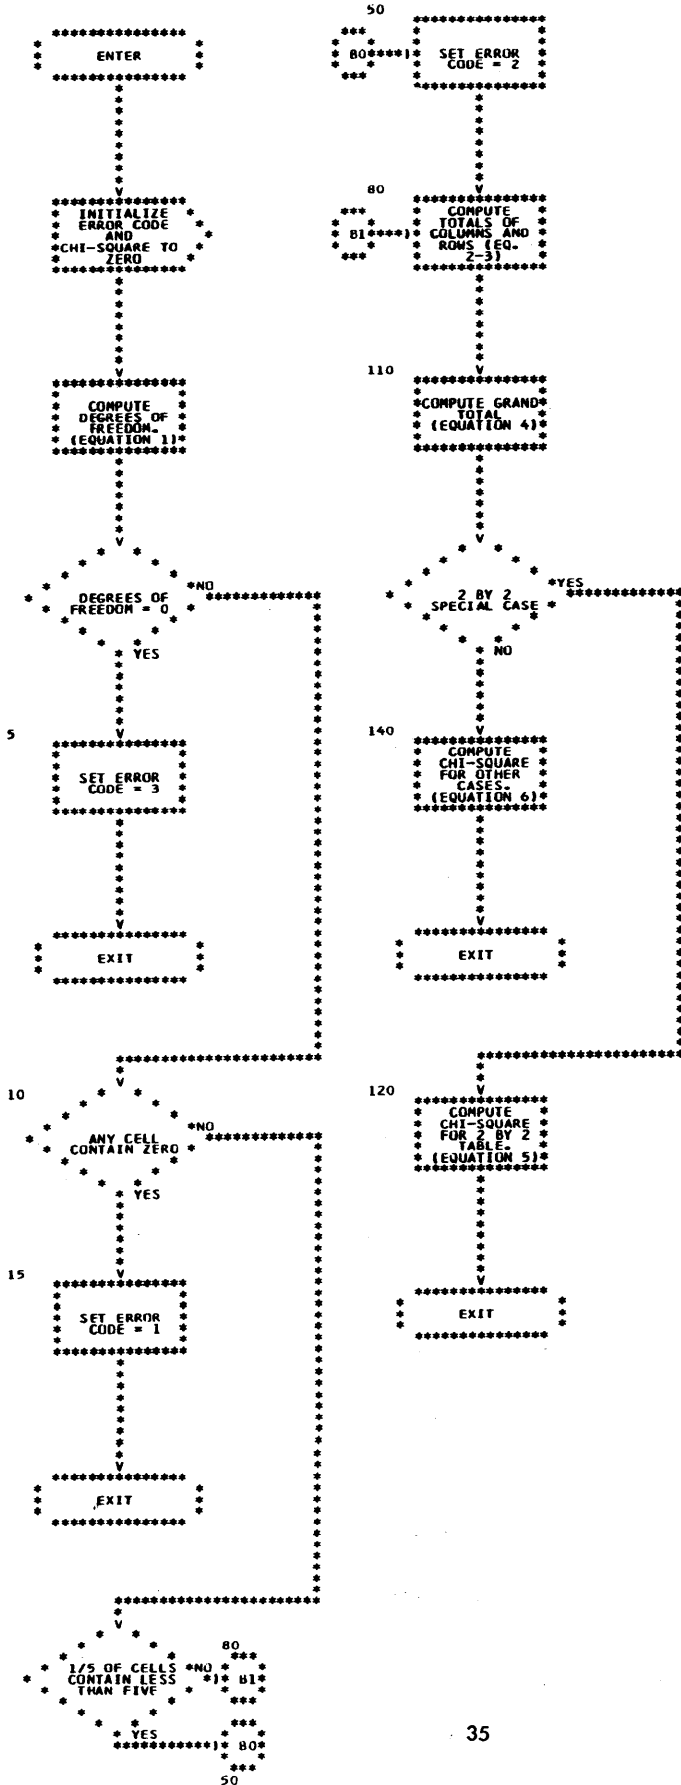 ENTER
INITIALIZE
ERROR CODE
AND
CHI-SQUARE TO
ZERO
COMPUTE
DEGREES OF
FREEDOM.
(EQUATION 1)
DEGREES OF
FREEDOM = 0
NO
YES
5
SET ERROR
CODE = 3
EXIT
10
ANY CELL
CONTAIN ZERO
NO
YES
15
SET ERROR
CODE = 1
EXIT
1/5 OF CELLS
CONTAIN LESS
THAN FIVE
NO
80
B1
YES
B0
50
50
B0
SET ERROR
CODE = 2
80
B1
COMPUTE
TOTALS OF
COLUMNS AND
ROWS (EQ.
2-3)
110
COMPUTE GRAND
TOTAL
(EQUATION 4)
2 BY 2
SPECIAL CASE
YES
NO
140
COMPUTE
CHI-SQUARE
FOR OTHER
CASES.
(EQUATION 6)
EXIT
120
COMPUTE
CHI-SQUARE
FOR 2 BY 2
TABLE.
(EQUATION 5)
EXIT
35